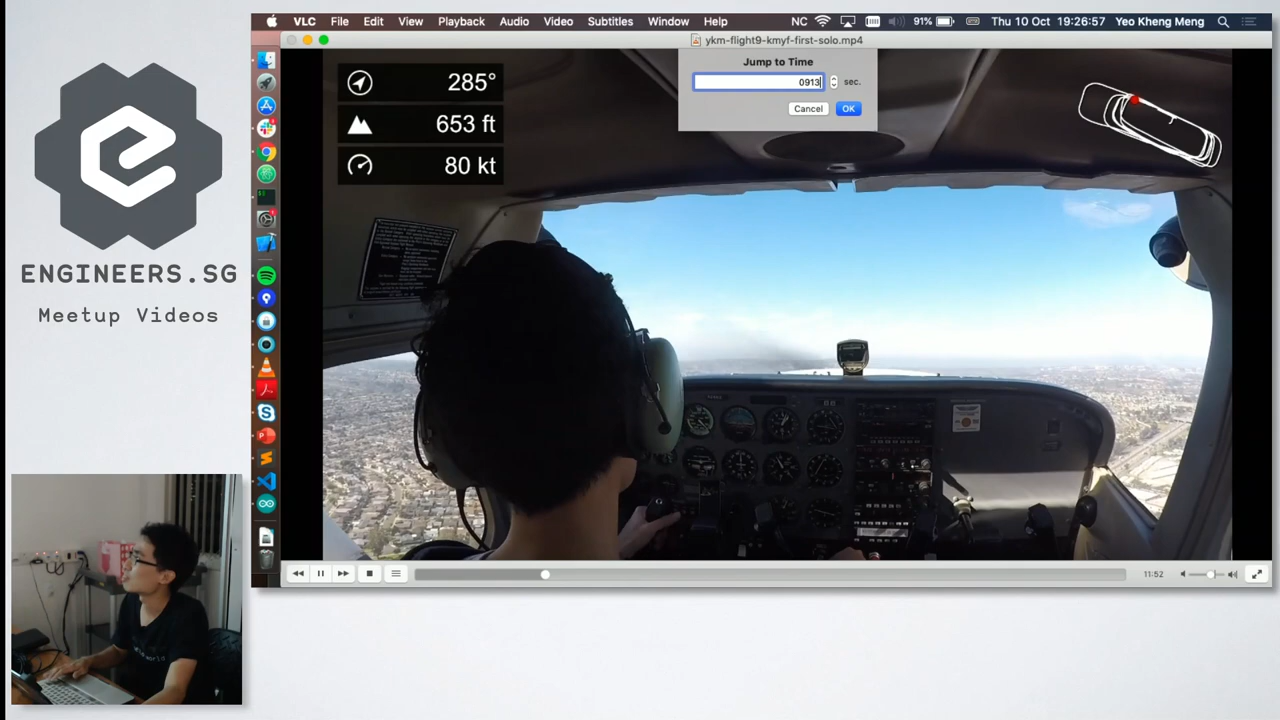 VLC File Edit View Playback Audio Video Subtitles Window Help NC 91% Thu 10 Oct 19:26:57 Yeo Kheng Meng
ykm-flight9-kmyf-first-solo.mp4
Jump to Time
0913 sec.
Cancel OK
285°
653 ft
80 kt
ENGINEERS.SG
Meetup Videos
11:52